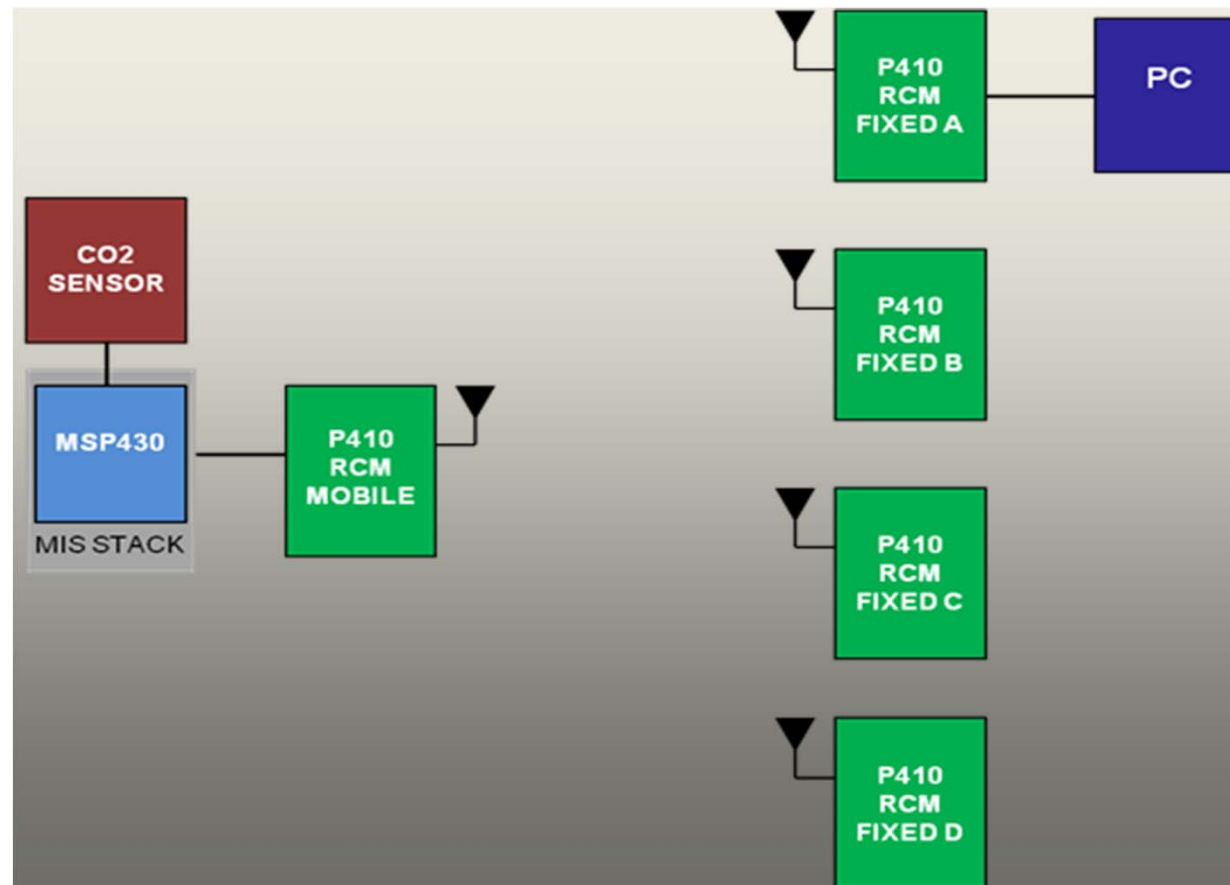 P410
RCM
FIXED A
PC
CO2
SENSOR
P410
RCM
FIXED B
MSP430
MIS STACK
P410
RCM
MOBILE
P410
RCM
FIXED C
P410
RCM
FIXED D